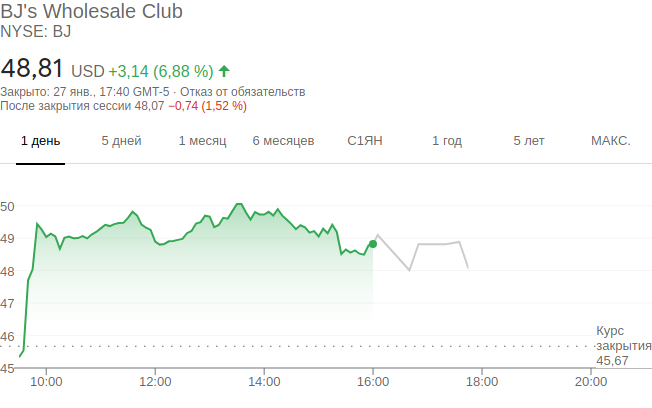 BJ's Wholesale Club
NYSE: BJ
48,81 USD +3,14 (6,88 %)
Закрыто: 27 янв., 17:40 GMT-5 · Отказ от обязательств
После закрытия сессии 48,07 −0,74 (1,52 %)
1 день 5 дней 1 месяц 6 месяцев С1ЯН 1 год 5 лет МАКС.
50
49
48
47
46
45
Курс
закрытия
45,67
10:00 12:00 14:00 16:00 18:00 20:00